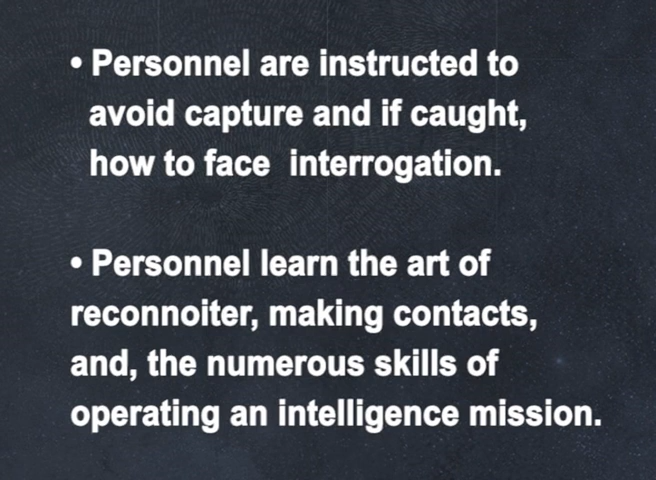 • Personnel are instructed to
avoid capture and if caught,
how to face interrogation.
• Personnel learn the art of
reconnoiter, making contacts,
and, the numerous skills of
operating an intelligence mission.